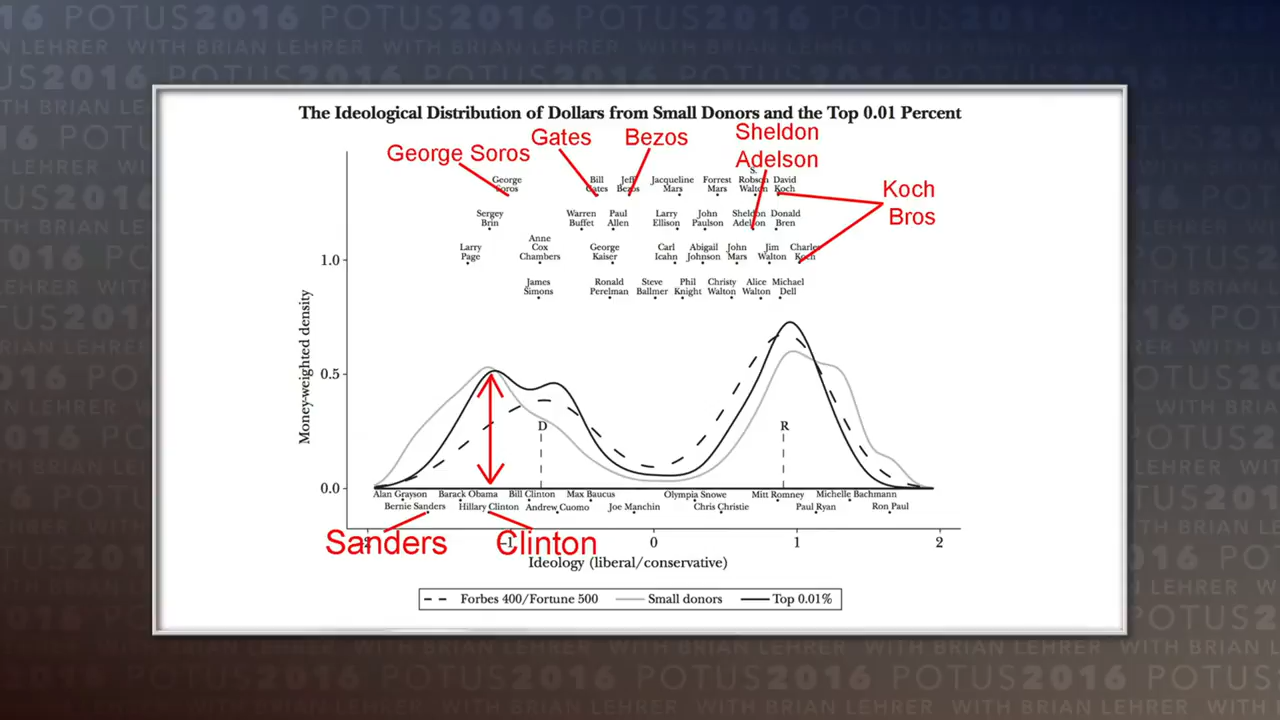 POTUS2016
WITH BRIAN LEHRER
The Ideological Distribution of Dollars from Small Donors and the Top 0.01 Percent
George Soros
Gates
Bezos
Sheldon
Adelson
Koch
Bros
George
Soros
Bill
Gates
Jeff
Bezos
Jacqueline
Mars
Forrest
Mars
S.
Robson
Walton
David
Koch
Sergey
Brin
Warren
Buffet
Paul
Allen
Larry
Ellison
John
Paulson
Sheldon
Adelson
Donald
Bren
Larry
Page
Anne
Cox
Chambers
George
Kaiser
Carl
Icahn
Abigail
Johnson
John
Mars
Jim
Walton
Charles
Koch
James
Simons
Ronald
Perelman
Steve
Ballmer
Phil
Knight
Christy
Walton
Alice
Walton
Michael
Dell
Money-weighted density
1.0
0.5
0.0
D
R
Alan Grayson
Barack Obama
Bill Clinton
Max Baucus
Olympia Snowe
Mitt Romney
Michelle Bachmann
Bernie Sanders
Hillary Clinton
Andrew Cuomo
Joe Manchin
Chris Christie
Paul Ryan
Ron Paul
Sanders
Clinton
-2 –1 0 1 2
Ideology (liberal/conservative)
Forbes 400/Fortune 500 Small donors Top 0.01%